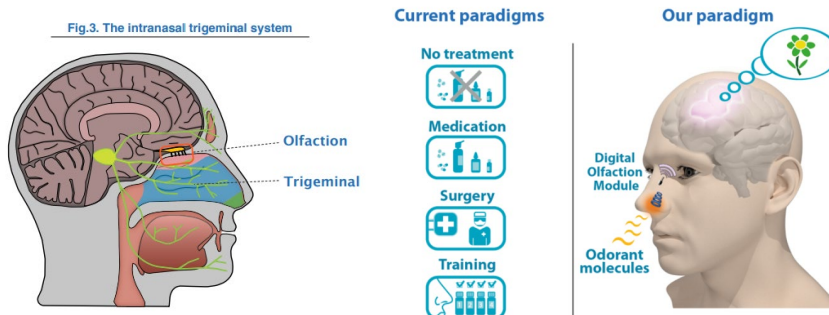 Fig.3. The intranasal trigeminal system
Olfaction
Trigeminal
Current paradigms
No treatment
Medication
Surgery
Training
Our paradigm
Digital
Olfaction
Module
Odorant
molecules